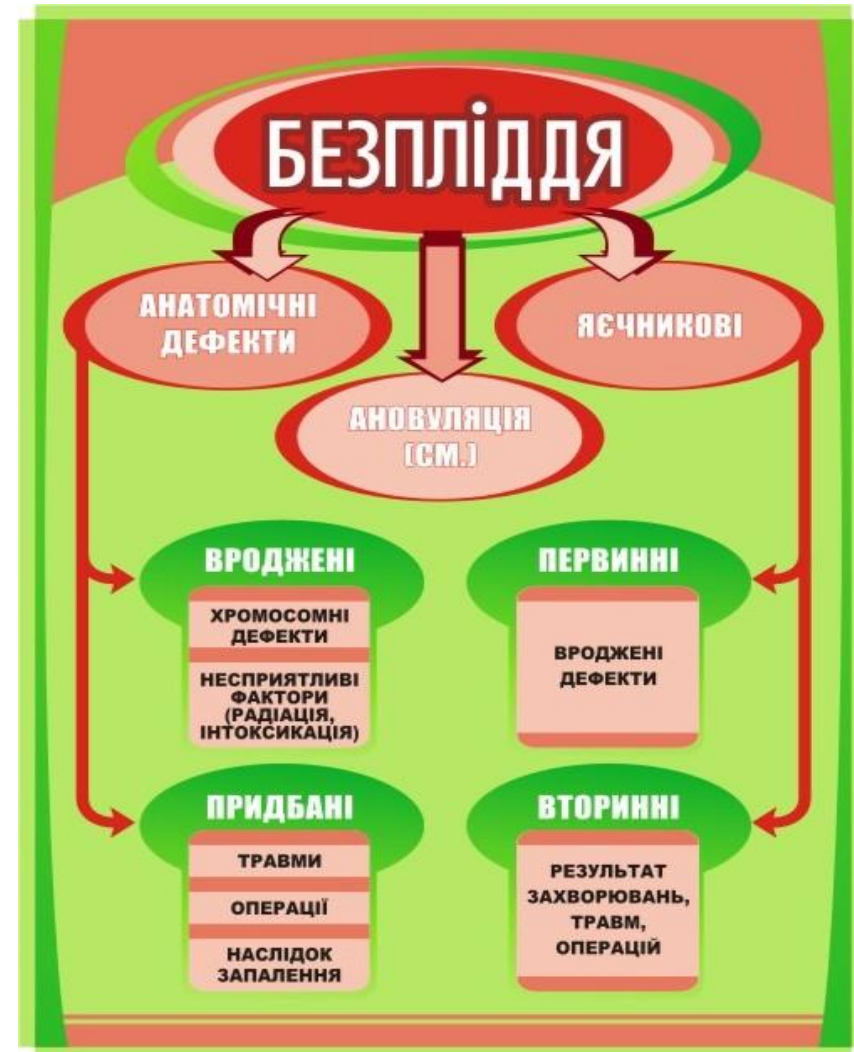 БЕЗПЛІДДЯ
АНАТОМІЧНІ
ДЕФЕКТИ
ЯЄЧНИКОВІ
АНОВУЛЯЦІЯ
(СМ.)
ВРОДЖЕНІ
ХРОМОСОМНІ
ДЕФЕКТИ
НЕСПРИЯТЛИВІ
ФАКТОРИ
(РАДІАЦІЯ,
ІНТОКСИКАЦІЯ)
ПЕРВИННІ
ВРОДЖЕНІ
ДЕФЕКТИ
ПРИДБАНІ
ТРАВМИ
ОПЕРАЦІЇ
НАСЛІДОК
ЗАПАЛЕННЯ
ВТОРИННІ
РЕЗУЛЬТАТ
ЗАХВОРЮВАНЬ,
ТРАВМ,
ОПЕРАЦІЙ